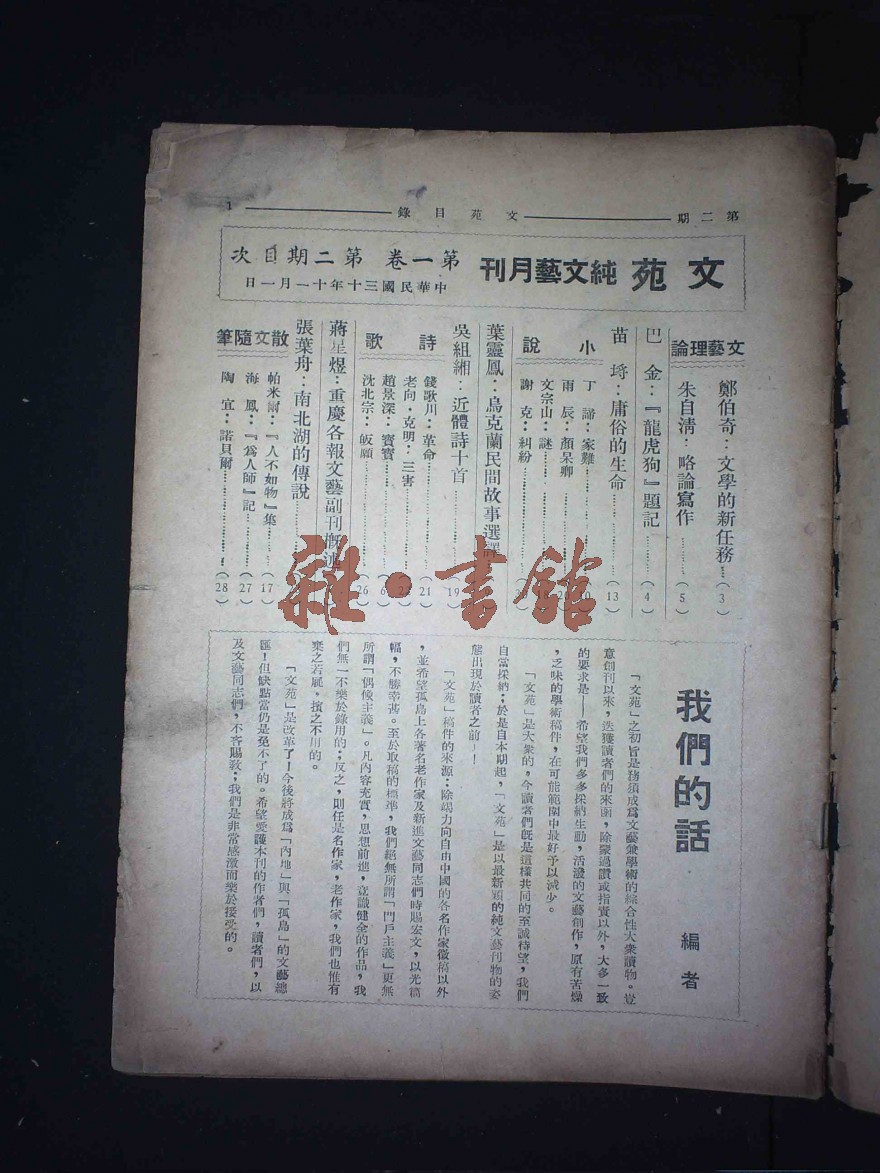 第二期
文苑目錄
1
文苑 純文藝月刊
第一卷 第二期目次
中華民國三十年十一月一日
文藝理論
鄭伯奇：文學的新任務……(3)
朱自清：略論寫作…………(5)
巴金：『龍虎狗』題記…………(4)
苗埒：庸俗的生命…………(13)
小說
丁諦：家難…………
雨辰：顏杲卿…………
文宗山：謎…………
謝克：糾紛…………
葉靈鳳：烏克蘭民間故事選譯
吳組緗：近體詩十首…………(19)
詩歌
錢歌川：革命…………(21)
老向・克明：三害…………
趙景深：寶寶…………
沈北宗：皈願…………(26)
蔣星煜：重慶各報文藝副刊概述
張葉舟：南北湖的傳說…………
散文隨筆
帕米爾：『人不如物』集…………(17)
海鳳：『為人師』記…………(27)
陶宜：諾貝爾…………(28)
我們的話
編者
「文苑」之初旨是務須成為文藝兼學術的綜合性大衆讀物。豈
意創刊以來，迭獲讀者們的來函，除蒙過讚或指責以外，大多一致
的要求是——希望我們多多採納生動，活潑的文藝創作，原有苦燥
，乏味的學術稿件，在可能範圍中最好予以減少。
「文苑」是大衆的，今讀者們既是這樣共同的至誠待望，我們
自當採納；於是自本期起，「文苑」是以最新穎的純文藝刊物的姿
態出現於讀者之前！
「文苑」稿件的來源：除竭力向自由中國的各名作家徵稿以外
，並希望孤島上各著名老作家及新進文藝同志們時賜宏文，以光篇
幅，不勝幸甚。至於取稿的標準，我們絕無所謂「門戶主義」更無
所謂「偶像主義」。凡內容充實，思想前進，意識健全的作品，我
們無一不樂於錄用的；反之，則任是名作家，老作家，我們也惟有
棄之若屣，擯之不用的。
「文苑」是改革了！今後將成為「內地」與「孤島」的文藝總
匯！但缺點當仍是免不了的。希望愛護本刊的作者們，讀者們，以
及文藝同志們，不吝賜敎；我們是非常感激而樂於接受的。
雜・書館